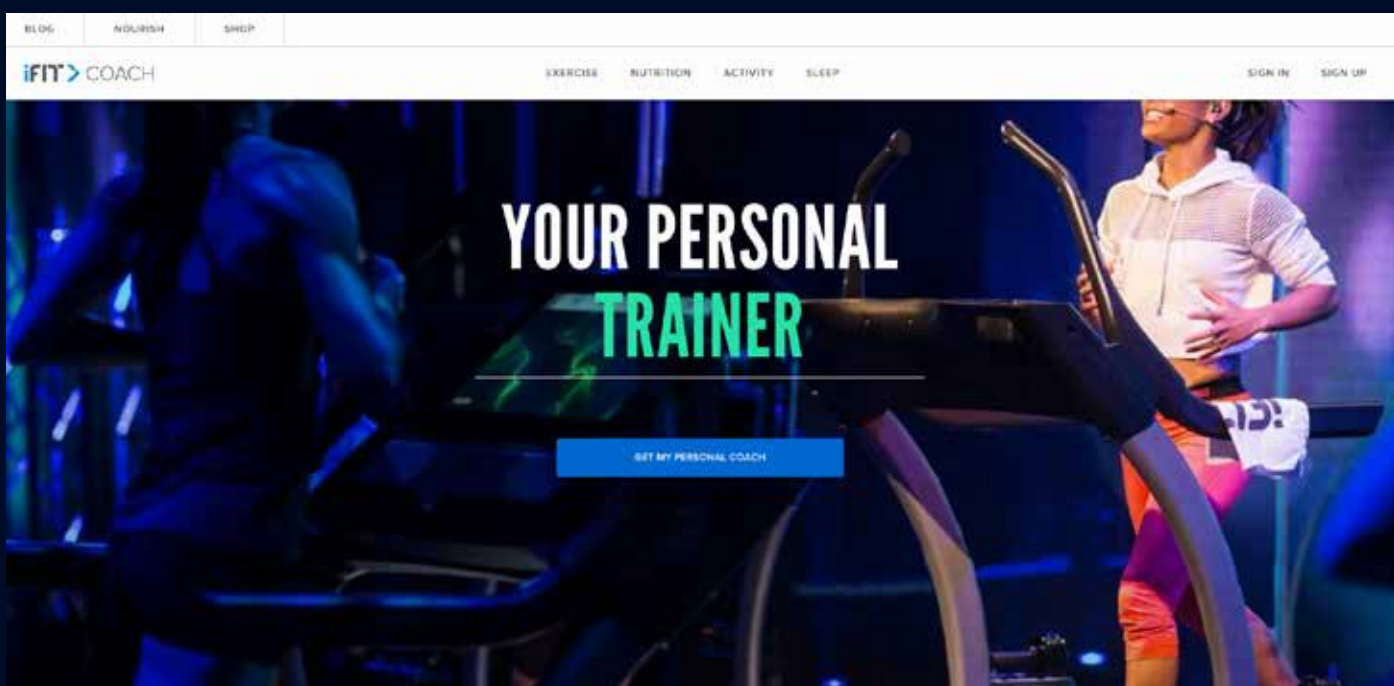 BLOG NOURISH SHOP
iFIT> COACH EXERCISE NUTRITION ACTIVITY SLEEP SIGN IN SIGN UP
YOUR PERSONAL
TRAINER
GET MY PERSONAL COACH